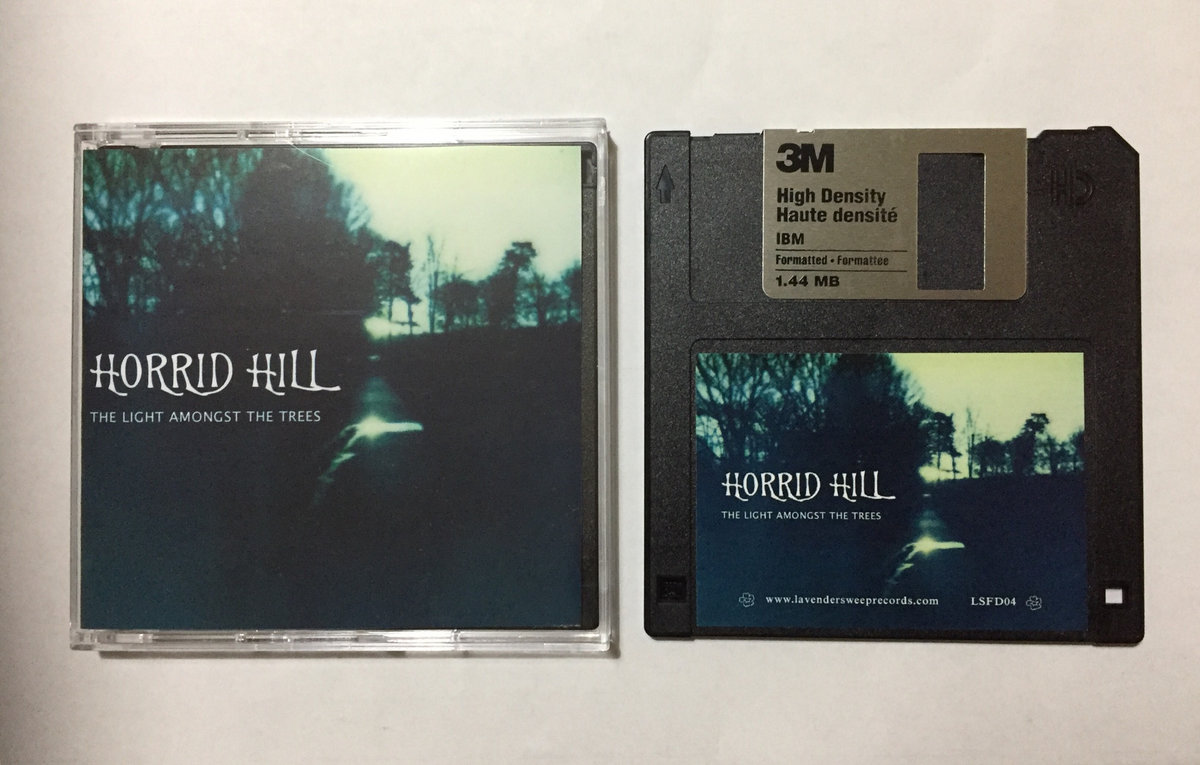 HORRID HILL
THE LIGHT AMONGST THE TREES
3M
High Density
Haute densité
IBM
Formatted • Formattée
1.44 MB
HD
HORRID HILL
THE LIGHT AMONGST THE TREES
www.lavendersweeprecords.com LSFD04